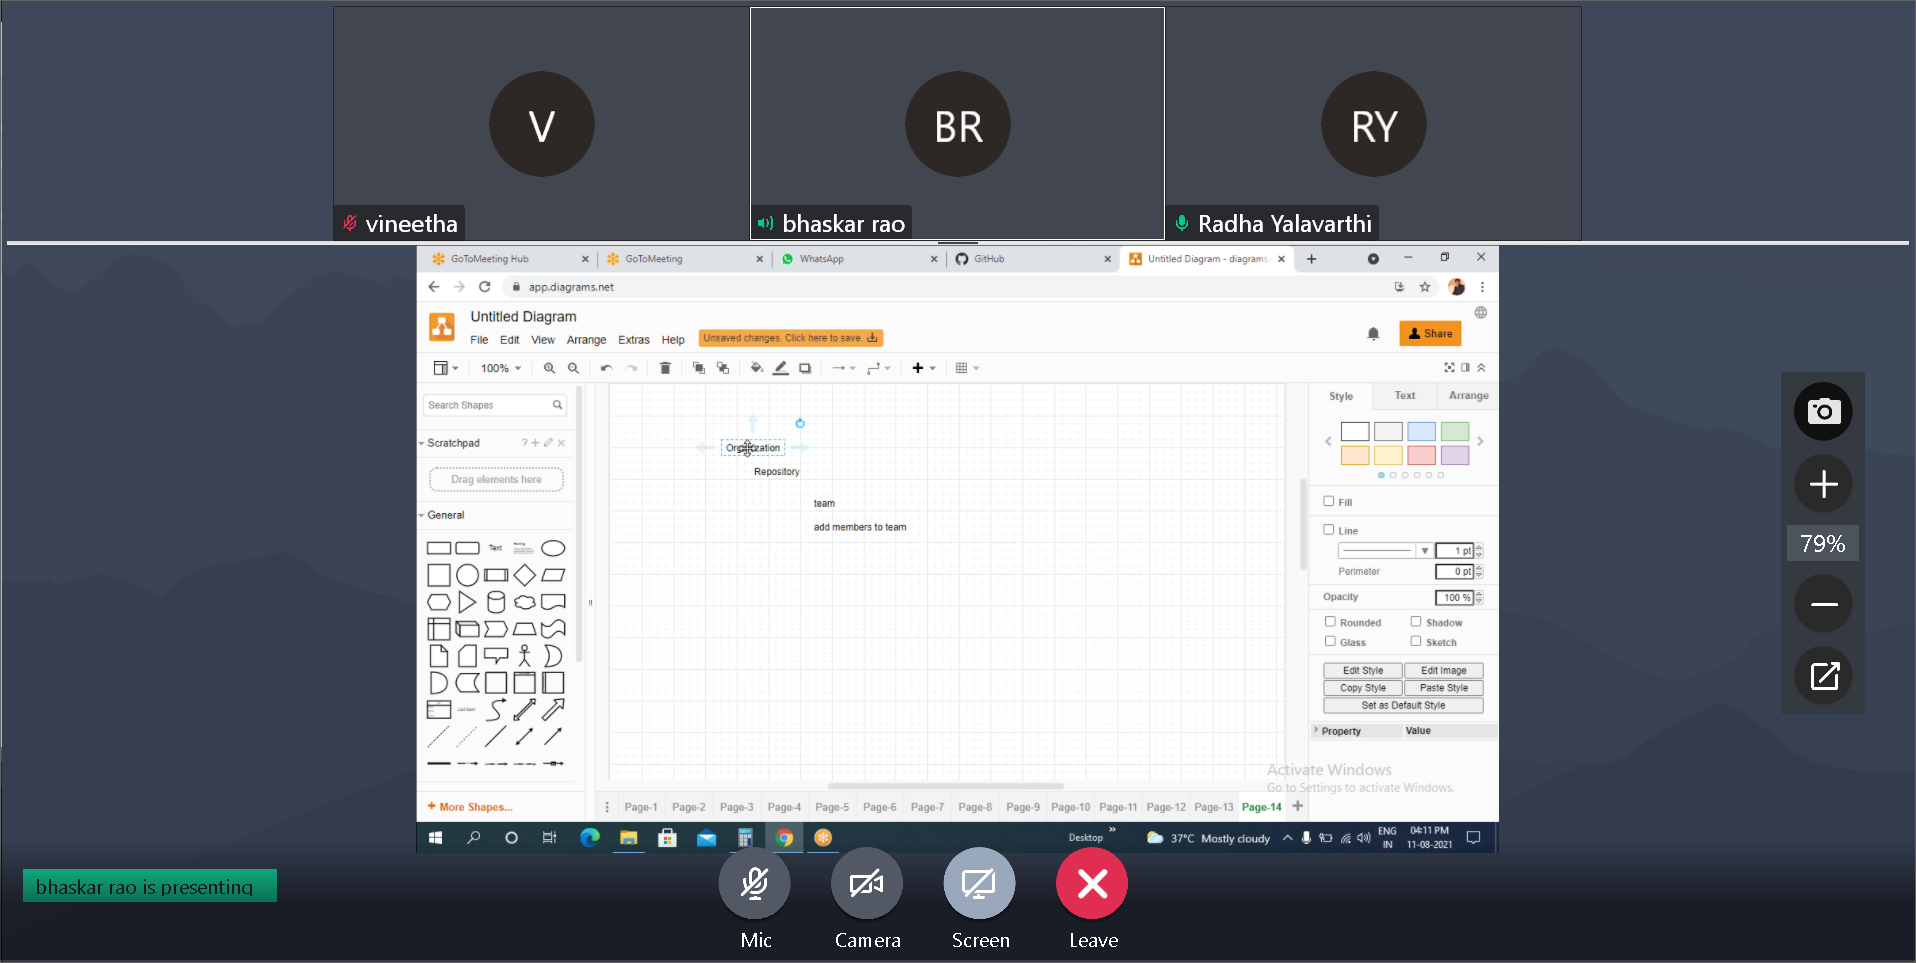 V
BR
RY
vineetha
bhaskar rao
Radha Yalavarthi
GoToMeeting Hub
GoToMeeting
WhatsApp
GitHub
Untitled Diagram - diagrams.
app.diagrams.net
Untitled Diagram
File Edit View Arrange Extras Help
Unsaved changes. Click here to save.
Share
100%
Search Shapes
Scratchpad
?
Drag elements here
General
Text
Heading
List Item
More Shapes...
Organization
Repository
team
add members to team
Style Text Arrange
Fill
Line
1 pt
Perimeter
0 pt
Opacity
100 %
Rounded Shadow
Glass Sketch
Edit Style Edit Image
Copy Style Paste Style
Set as Default Style
Property Value
Activate Windows
Go to Settings to activate Windows.
Page-1 Page-2 Page-3 Page-4 Page-5 Page-6 Page-7 Page-8 Page-9 Page-10 Page-11 Page-12 Page-13 Page-14
Desktop
37°C Mostly cloudy
ENG
IN
04:11 PM
11-08-2021
79%
bhaskar rao is presenting
Mic
Camera
Screen
Leave